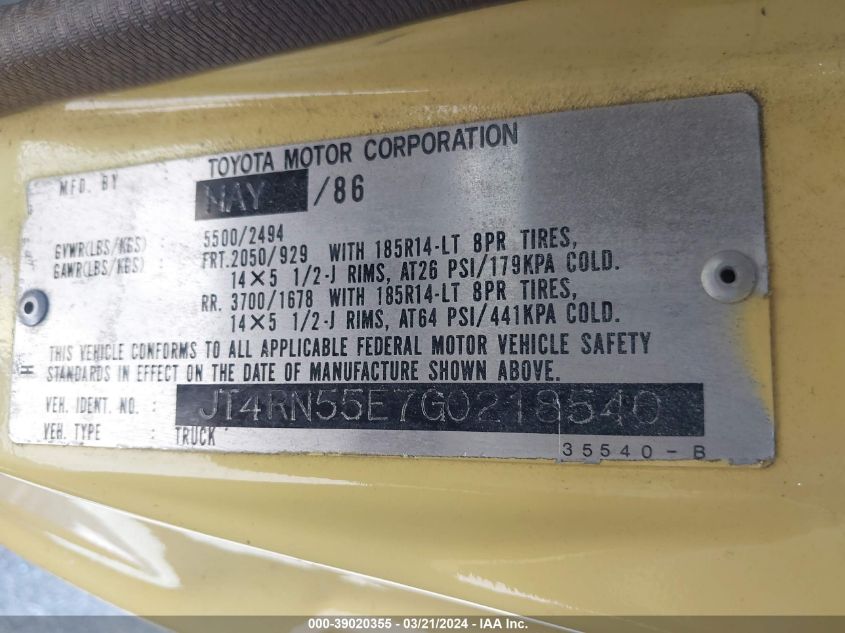 TOYOTA MOTOR CORPORATION
MFD. BY MAY /86
GVWR(LBS/KGS) : 5500/2494
GAWR(LBS/KGS) : FRT.2050/929 WITH 185R14-LT 8PR TIRES,
14×5 1/2-J RIMS, AT26 PSI/179KPA COLD.
RR. 3700/1678 WITH 185R14-LT 8PR TIRES,
14×5 1/2-J RIMS, AT64 PSI/441KPA COLD.
THIS VEHICLE CONFORMS TO ALL APPLICABLE FEDERAL MOTOR VEHICLE SAFETY
STANDARDS IN EFFECT ON THE DATE OF MANUFACTURE SHOWN ABOVE.
VEH. IDENT. NO. : JT4RN55E7G0218540
VEH. TYPE : TRUCK
35540-B
000-39020355 - 03/21/2024 - IAA Inc.